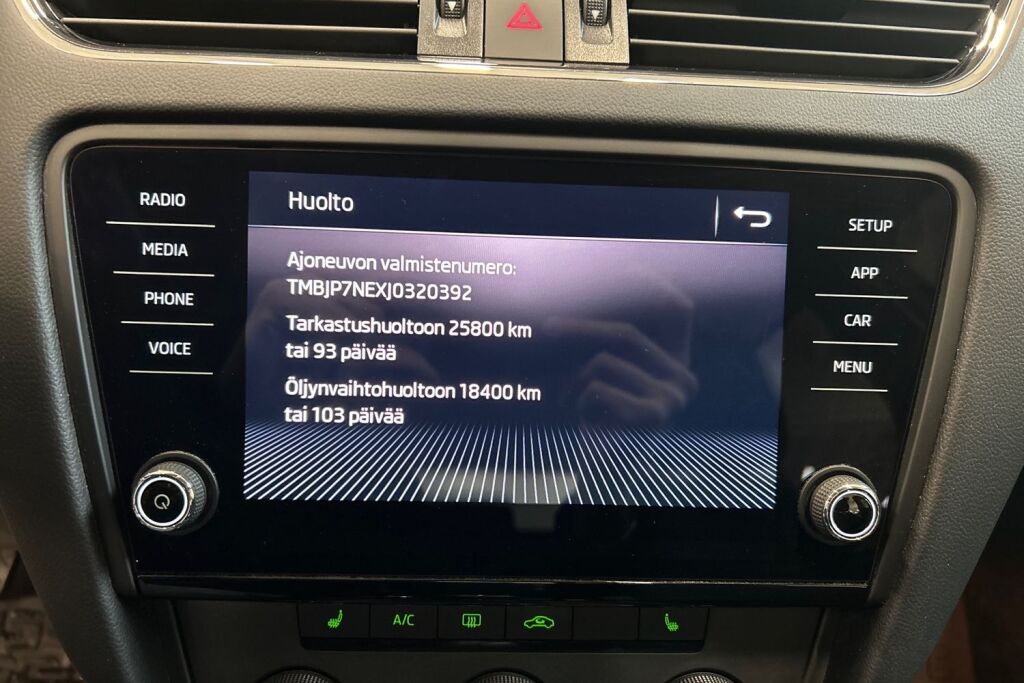 RADIO
MEDIA
PHONE
VOICE
Huolto
Ajoneuvon valmistenumero:
TMBJP7NEXJ0320392
Tarkastushuoltoon 25800 km
tai 93 päivää
Öljynvaihtohuoltoon 18400 km
tai 103 päivää
SETUP
APP
CAR
MENU
A/C